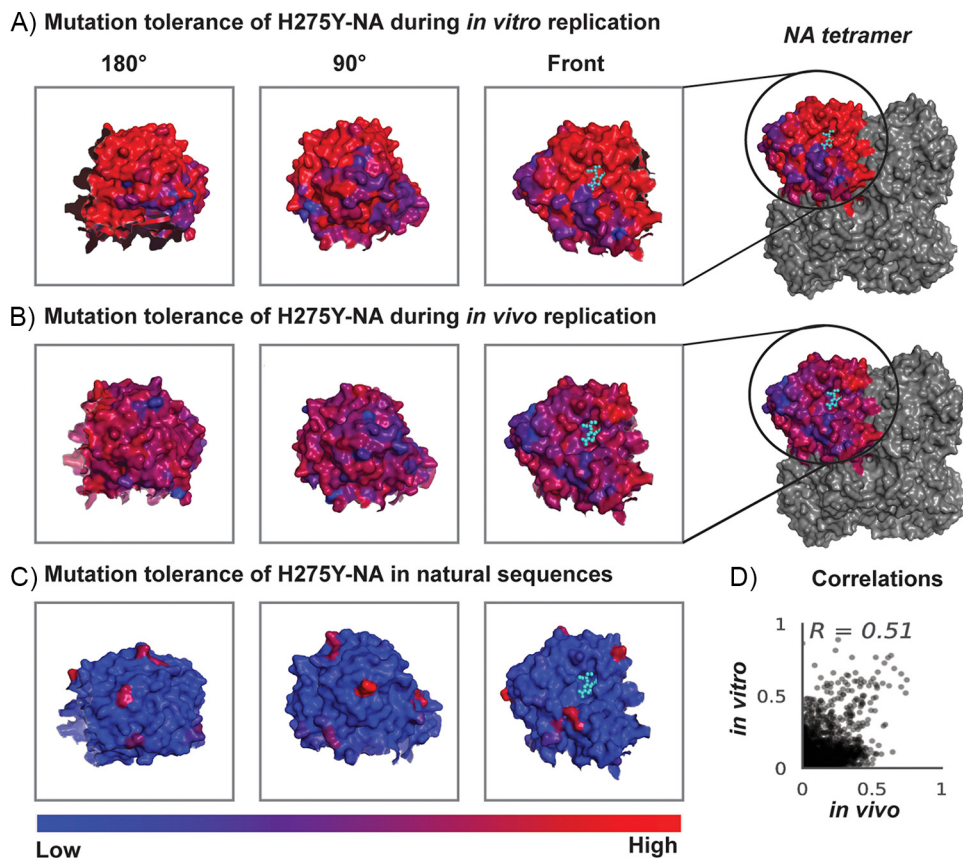 A) Mutation tolerance of H275Y-NA during in vitro replication
NA tetramer
180°
90°
Front
B) Mutation tolerance of H275Y-NA during in vivo replication
C) Mutation tolerance of H275Y-NA in natural sequences
D) Correlations
1
R = 0.51
in vitro
0.5
0
0
0.5
1
in vivo
Low
High